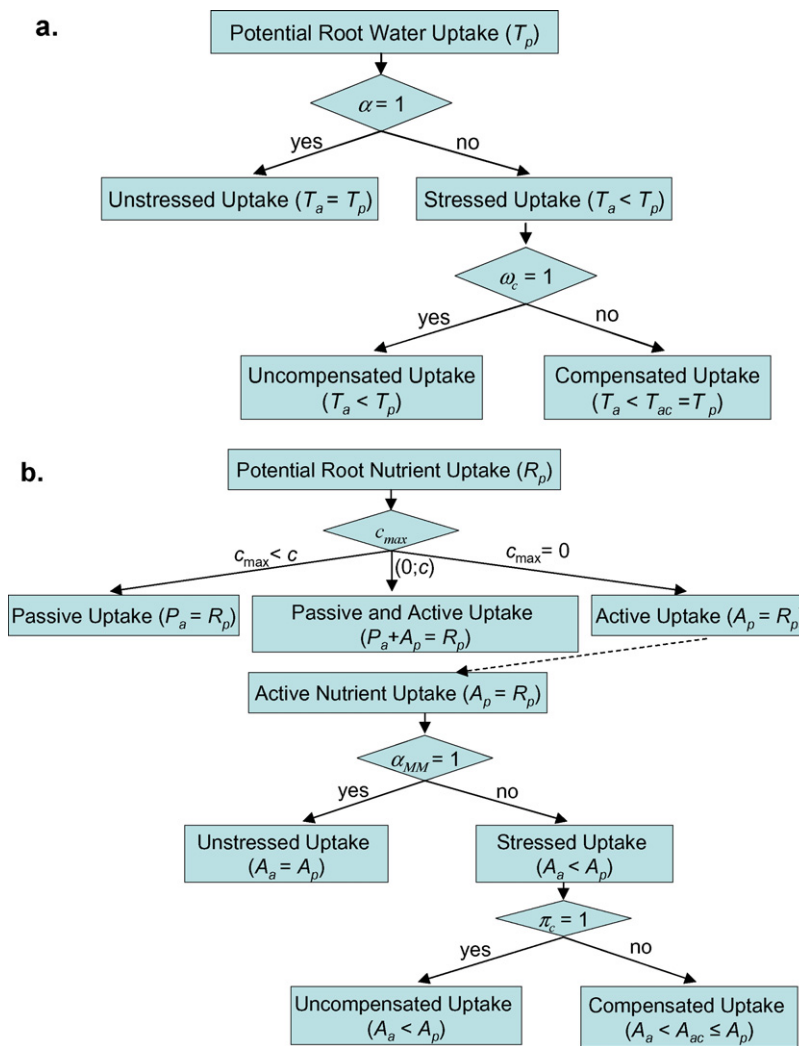 a.
Potential Root Water Uptake (Tp)
α = 1
yes no
Unstressed Uptake (Ta = Tp) Stressed Uptake (Ta < Tp)
ωc = 1
yes no
Uncompensated Uptake Compensated Uptake
(Ta < Tp) (Ta < Tac = Tp)
b.
Potential Root Nutrient Uptake (Rp)
cmax
cmax < c (0;c) cmax = 0
Passive Uptake (Pa = Rp) Passive and Active Uptake Active Uptake (Ap = Rp
(Pa+Ap = Rp)
Active Nutrient Uptake (Ap = Rp)
αMM = 1
yes no
Unstressed Uptake Stressed Uptake
(Aa = Ap) (Aa < Ap)
πc = 1
yes no
Uncompensated Uptake Compensated Uptake
(Aa < Ap) (Aa < Aac ≤ Ap)